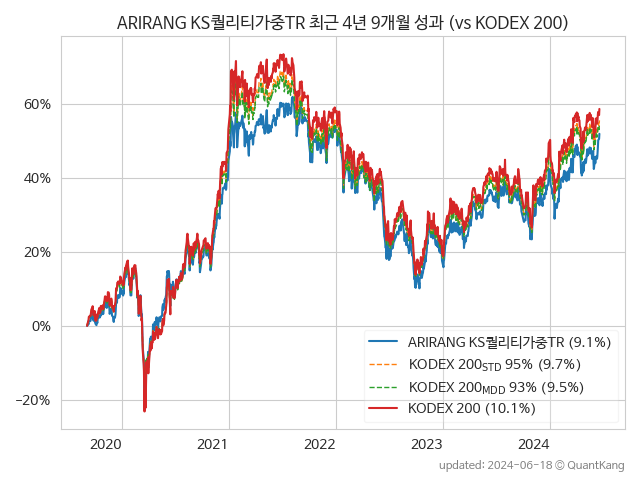 ARIRANG KS퀄리티가중TR 최근 4년 9개월 성과 (vs KODEX 200)
60%
40%
20%
0%
−20%
ARIRANG KS퀄리티가중TR (9.1%)
KODEX 200STD 95% (9.7%)
KODEX 200MDD 93% (9.5%)
KODEX 200 (10.1%)
2020 2021 2022 2023 2024
updated: 2024-06-18 © QuantKang